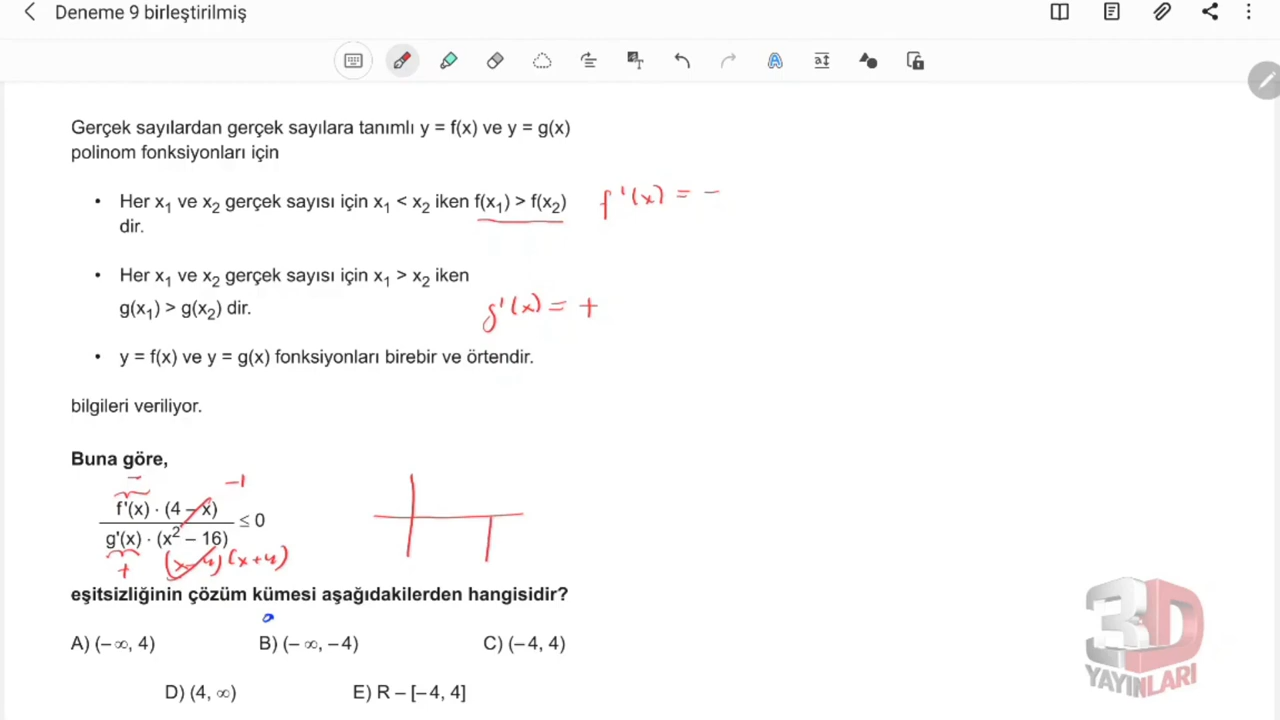 Deneme 9 birleştirilmiş
Gerçek sayılardan gerçek sayılara tanımlı y = f(x) ve y = g(x)
polinom fonksiyonları için
• Her x₁ ve x₂ gerçek sayısı için x₁ < x₂ iken f(x₁) > f(x₂) f'(x) = -
dir.
• Her x₁ ve x₂ gerçek sayısı için x₁ > x₂ iken
g(x₁) > g(x₂) dir. g'(x) = +
• y = f(x) ve y = g(x) fonksiyonları birebir ve örtendir.
bilgileri veriliyor.
Buna göre,
- -1
f'(x) · (4 – x)
≤ 0
g'(x) · (x² – 16)
+ (x-4)(x+4)
eşitsizliğinin çözüm kümesi aşağıdakilerden hangisidir?
A) (– ∞, 4) B) (– ∞, –4) C) (–4, 4)
D) (4, ∞) E) R – [–4, 4]
3D
YAYINLARI